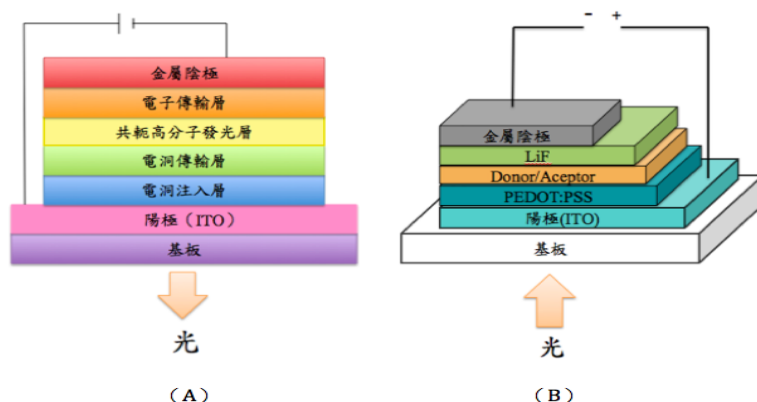 金屬陰極
電子傳輸層
共軛高分子發光層
電洞傳輸層
電洞注入層
陽極（ITO）
基板
光
（A）
- +
金屬陰極
LiF
Donor/Aceptor
PEDOT:PSS
陽極(ITO)
基板
光
（B）